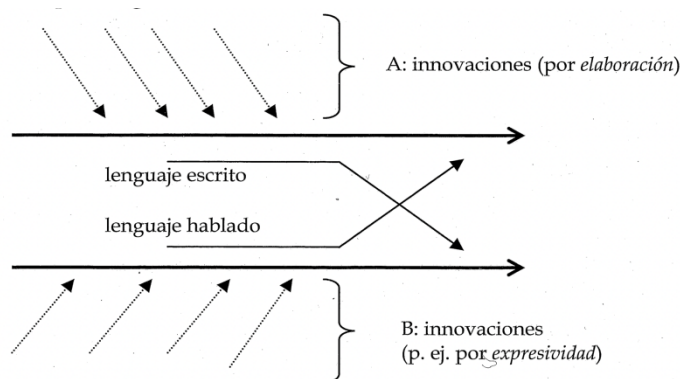 A: innovaciones (por elaboración)
lenguaje escrito
lenguaje hablado
B: innovaciones
(p. ej. por expresividad)